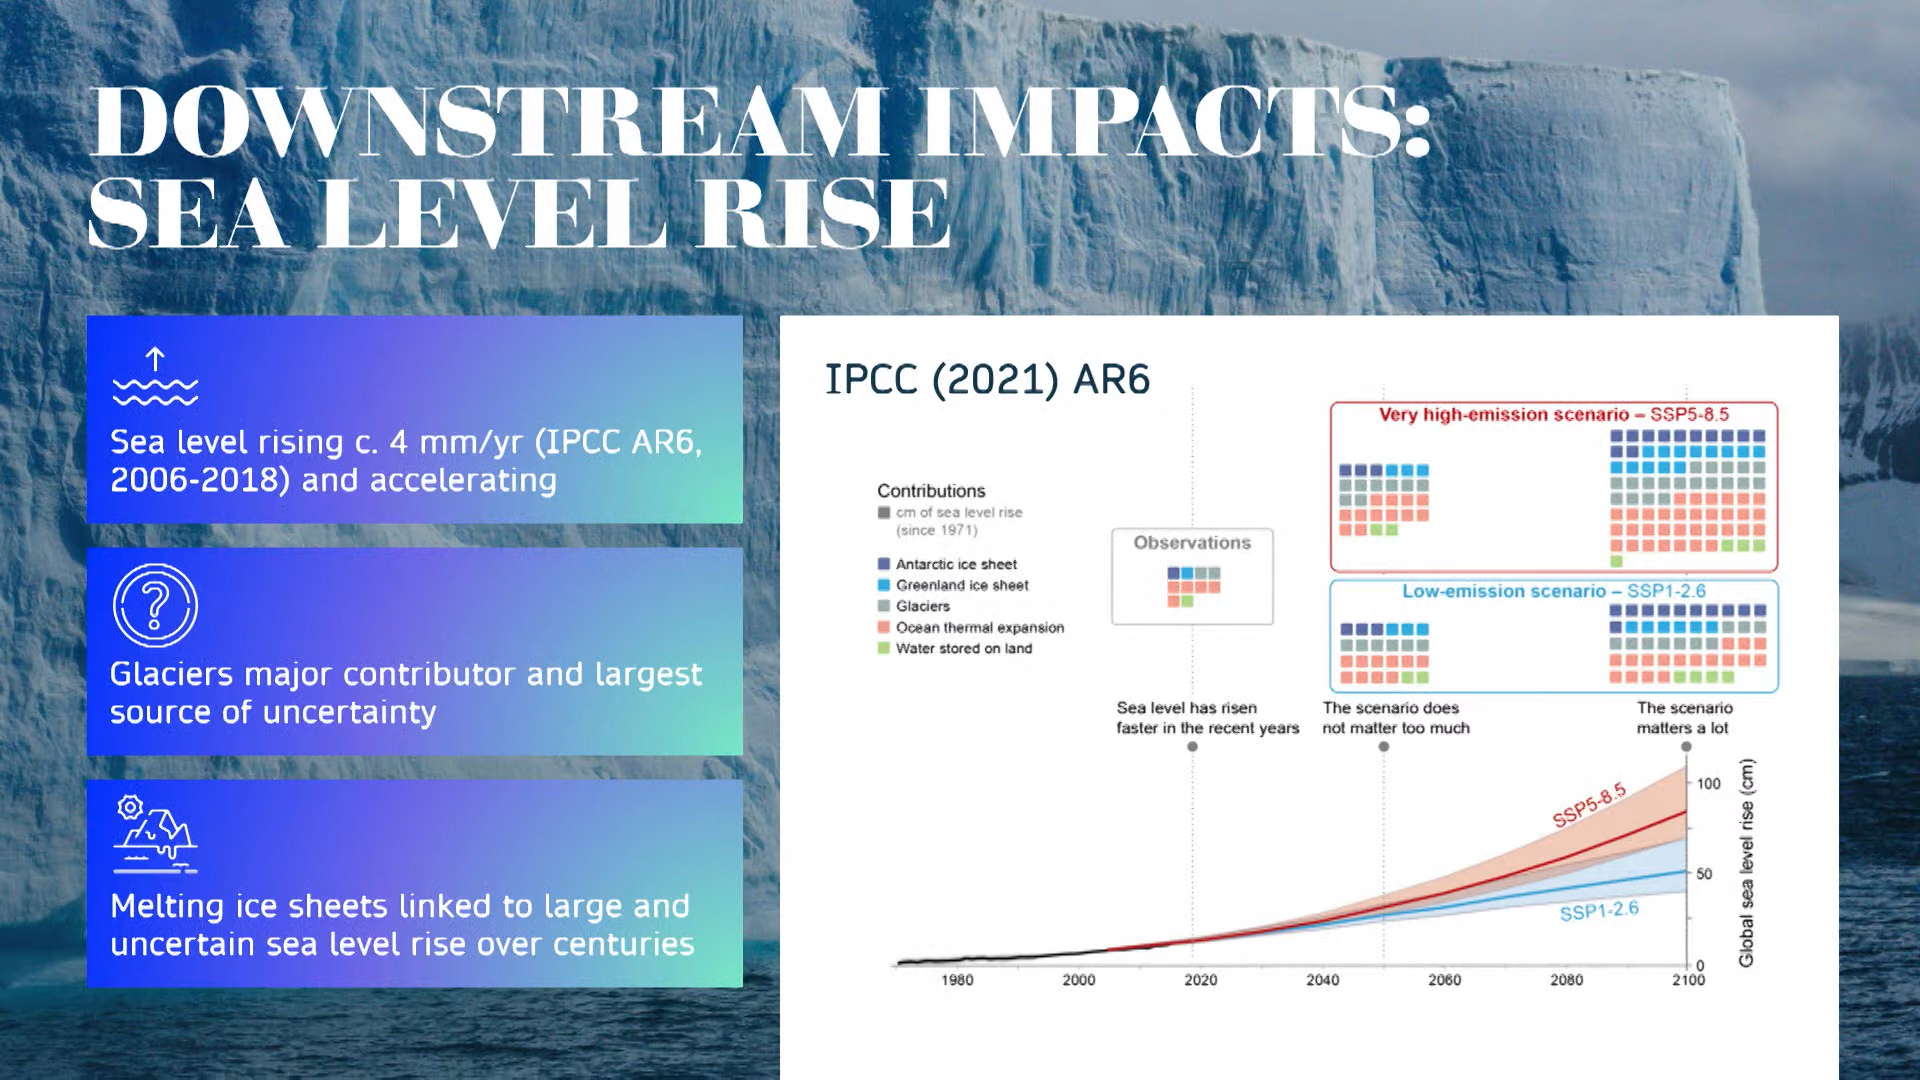 DOWNSTREAM IMPACTS:
SEA LEVEL RISE
Sea level rising c. 4 mm/yr (IPCC AR6,
2006-2018) and accelerating
Glaciers major contributor and largest
source of uncertainty
Melting ice sheets linked to large and
uncertain sea level rise over centuries
IPCC (2021) AR6
Contributions
cm of sea level rise
(since 1971)
Antarctic ice sheet
Greenland ice sheet
Glaciers
Ocean thermal expansion
Water stored on land
Observations
Very high-emission scenario – SSP5-8.5
Low-emission scenario – SSP1-2.6
Sea level has risen
faster in the recent years
The scenario does
not matter too much
The scenario
matters a lot
SSP5-8.5
SSP1-2.6
100
50
0
Global sea level rise (cm)
1980 2000 2020 2040 2060 2080 2100